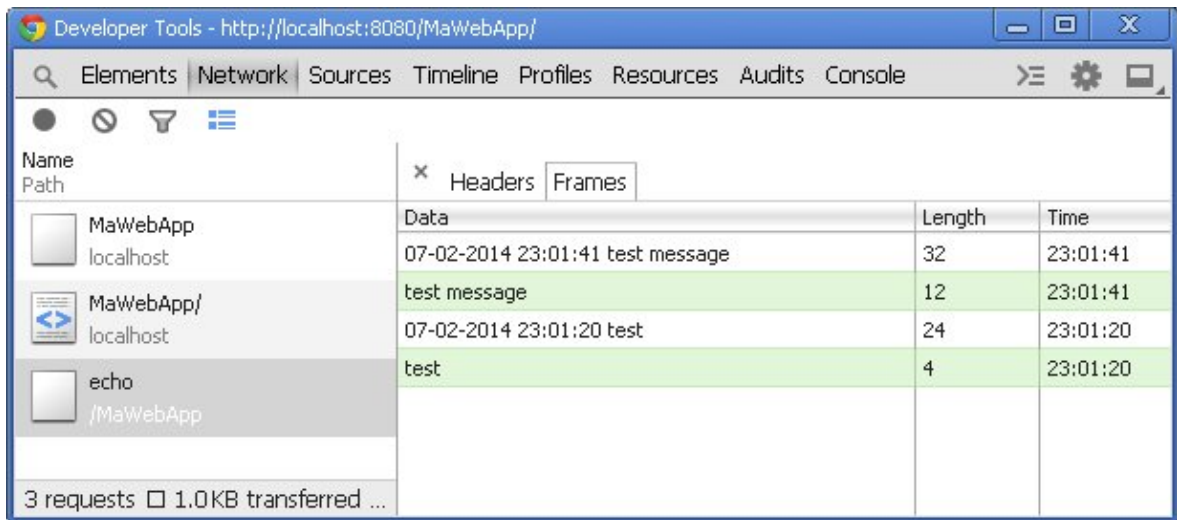 Developer Tools - http://localhost:8080/MaWebApp/
Elements Network Sources Timeline Profiles Resources Audits Console
Name
Path
Headers Frames
Data Length Time
MaWebApp
localhost
07-02-2014 23:01:41 test message 32 23:01:41
test message 12 23:01:41
MaWebApp/
localhost
07-02-2014 23:01:20 test 24 23:01:20
test 4 23:01:20
echo
/MaWebApp
3 requests □ 1.0KB transferred ...